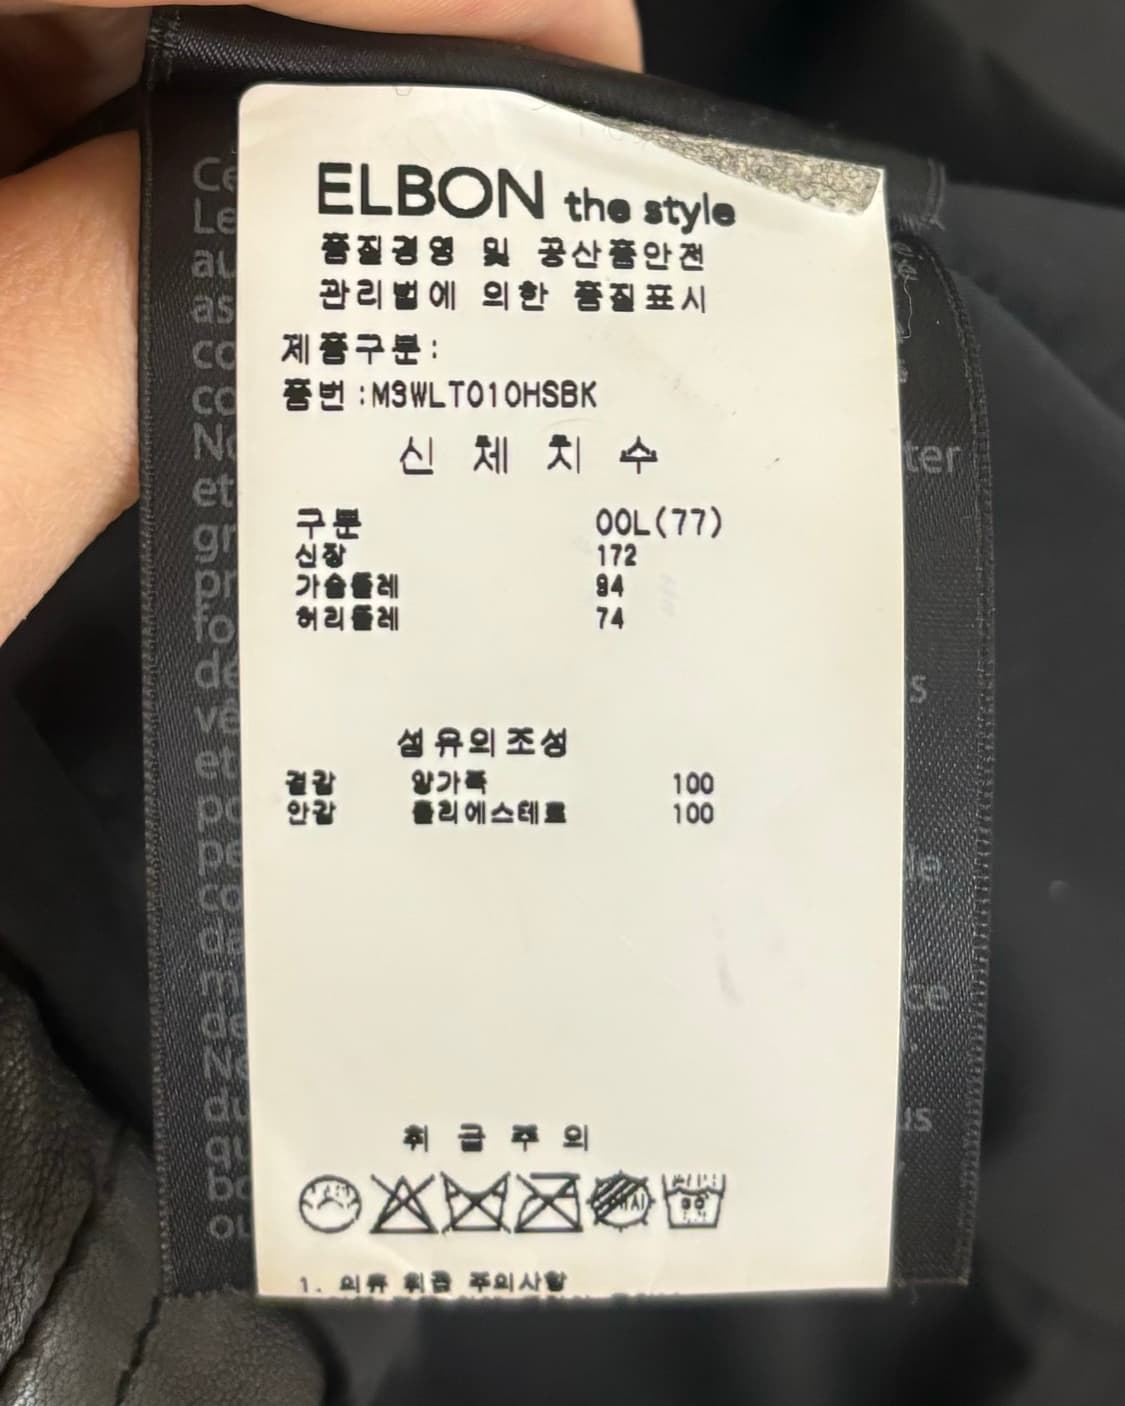 ELBON the style
품질경영 및 공산품안전
관리법에 의한 품질표시
제품구분:
품번:M3WLT010HSBK
신체치수
구분 00L(77)
신장 172
가슴둘레 94
허리둘레 74
섬유의조성
겉감 양가죽 100
안감 폴리에스테르 100
취급주의
1. 의류 취급 주의사항